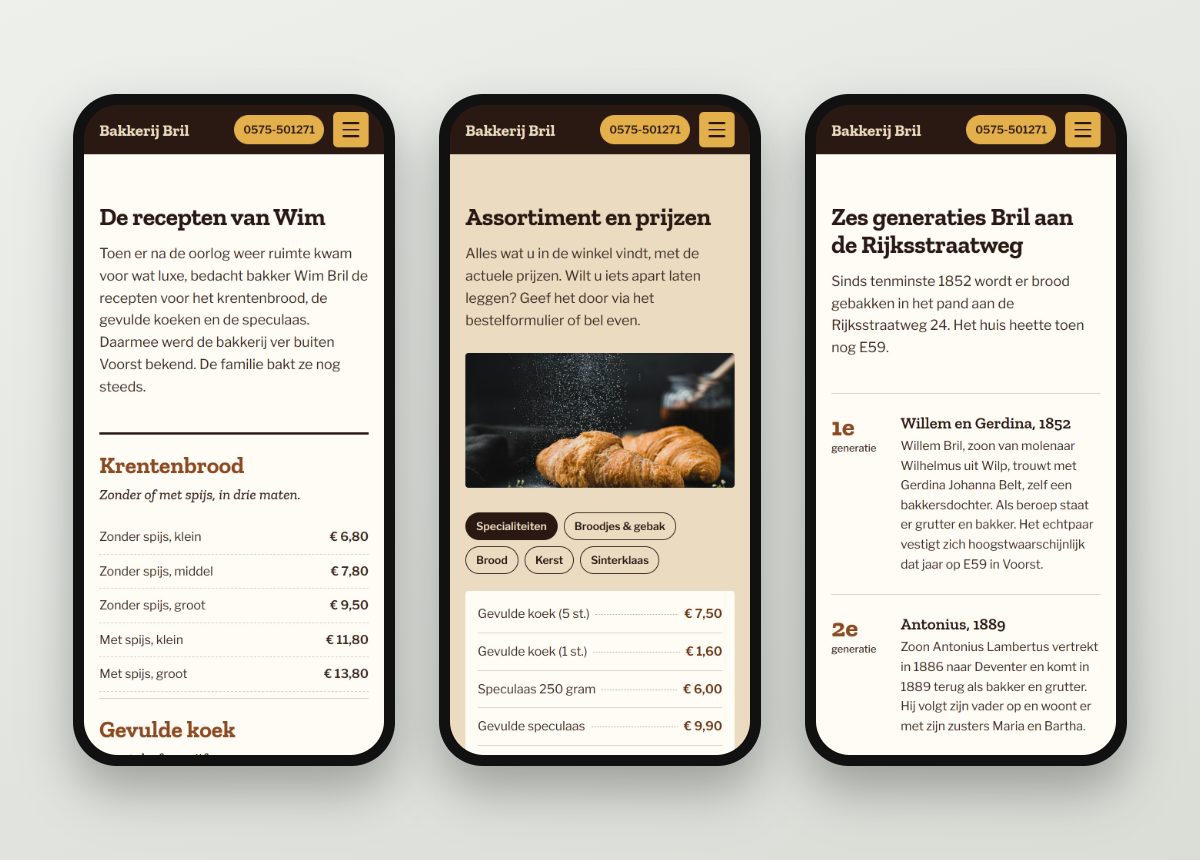 Bakkerij Bril
0575-501271
De recepten van Wim
Toen er na de oorlog weer ruimte kwam
voor wat luxe, bedacht bakker Wim Bril de
recepten voor het krentenbrood, de
gevulde koeken en de speculaas.
Daarmee werd de bakkerij ver buiten
Voorst bekend. De familie bakt ze nog
steeds.
Krentenbrood
Zonder of met spijs, in drie maten.
Zonder spijs, klein € 6,80
Zonder spijs, middel € 7,80
Zonder spijs, groot € 9,50
Met spijs, klein € 11,80
Met spijs, groot € 13,80
Gevulde koek
Bakkerij Bril
0575-501271
Assortiment en prijzen
Alles wat u in de winkel vindt, met de
actuele prijzen. Wilt u iets apart laten
leggen? Geef het door via het
bestelformulier of bel even.
Specialiteiten Broodjes & gebak
Brood Kerst Sinterklaas
Gevulde koek (5 st.) € 7,50
Gevulde koek (1 st.) € 1,60
Speculaas 250 gram € 6,00
Gevulde speculaas € 9,90
Bakkerij Bril
0575-501271
Zes generaties Bril aan
de Rijksstraatweg
Sinds tenminste 1852 wordt er brood
gebakken in het pand aan de
Rijksstraatweg 24. Het huis heette toen
nog E59.
1e
generatie
Willem en Gerdina, 1852
Willem Bril, zoon van molenaar
Wilhelmus uit Wilp, trouwt met
Gerdina Johanna Belt, zelf een
bakkersdochter. Als beroep staat
er grutter en bakker. Het echtpaar
vestigt zich hoogstwaarschijnlijk
dat jaar op E59 in Voorst.
2e
generatie
Antonius, 1889
Zoon Antonius Lambertus vertrekt
in 1886 naar Deventer en komt in
1889 terug als bakker en grutter.
Hij volgt zijn vader op en woont er
met zijn zusters Maria en Bartha.